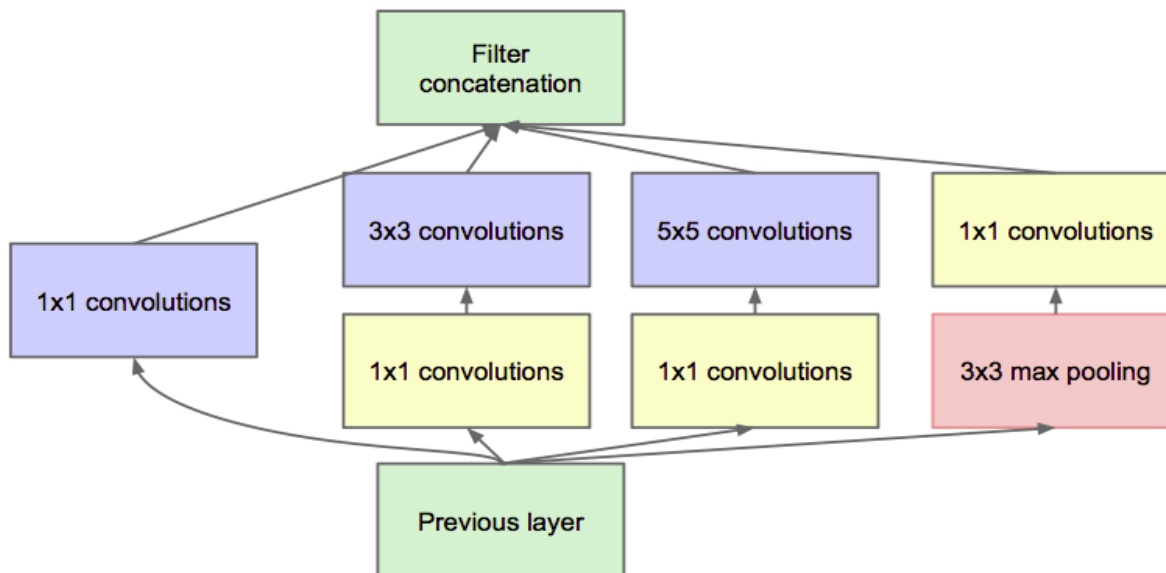 Filter
concatenation
3x3 convolutions
5x5 convolutions
1x1 convolutions
1x1 convolutions
1x1 convolutions
1x1 convolutions
3x3 max pooling
Previous layer